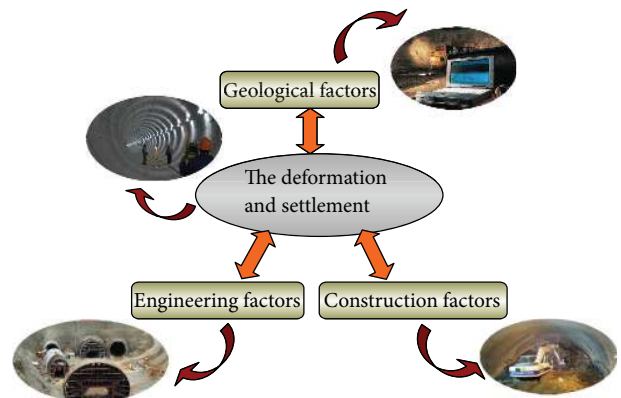 Geological factors
The deformation
and settlement
Engineering factors
Construction factors